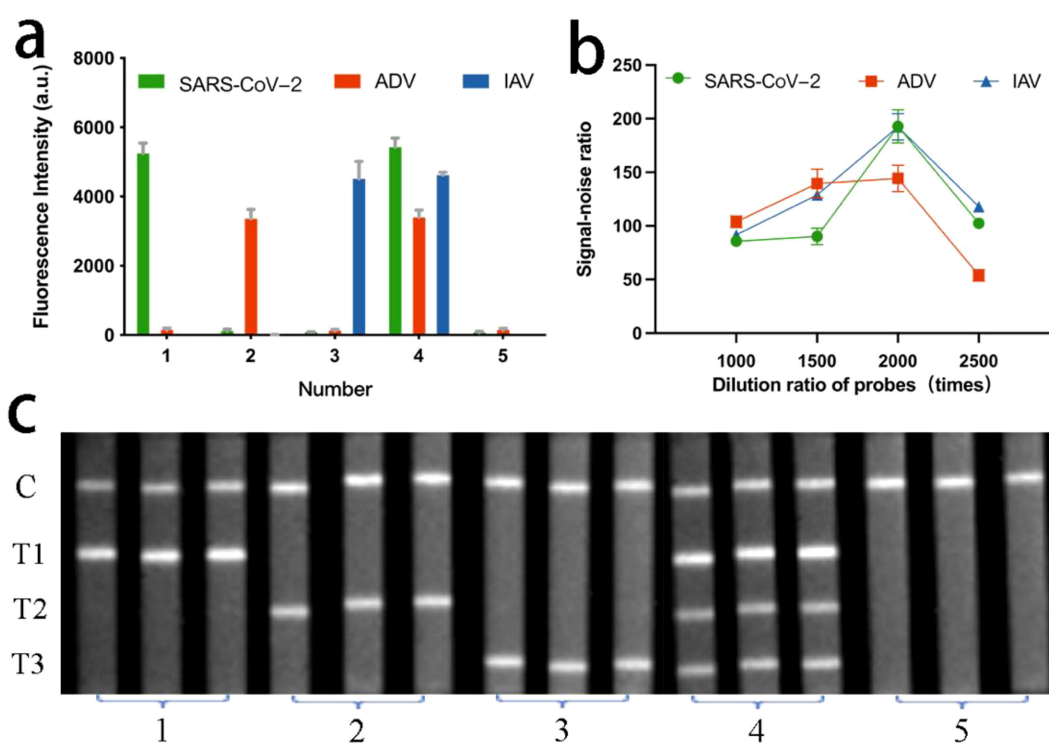 a
8000
6000
4000
2000
0
Fluorescence Intensity (a.u.)
SARS-CoV–2 ADV IAV
1 2 3 4 5
Number
b
250
200
150
100
50
0
Signal-noise ratio
SARS-CoV–2 ADV IAV
1000 1500 2000 2500
Dilution ratio of probes（times）
c
C
T1
T2
T3
1 2 3 4 5